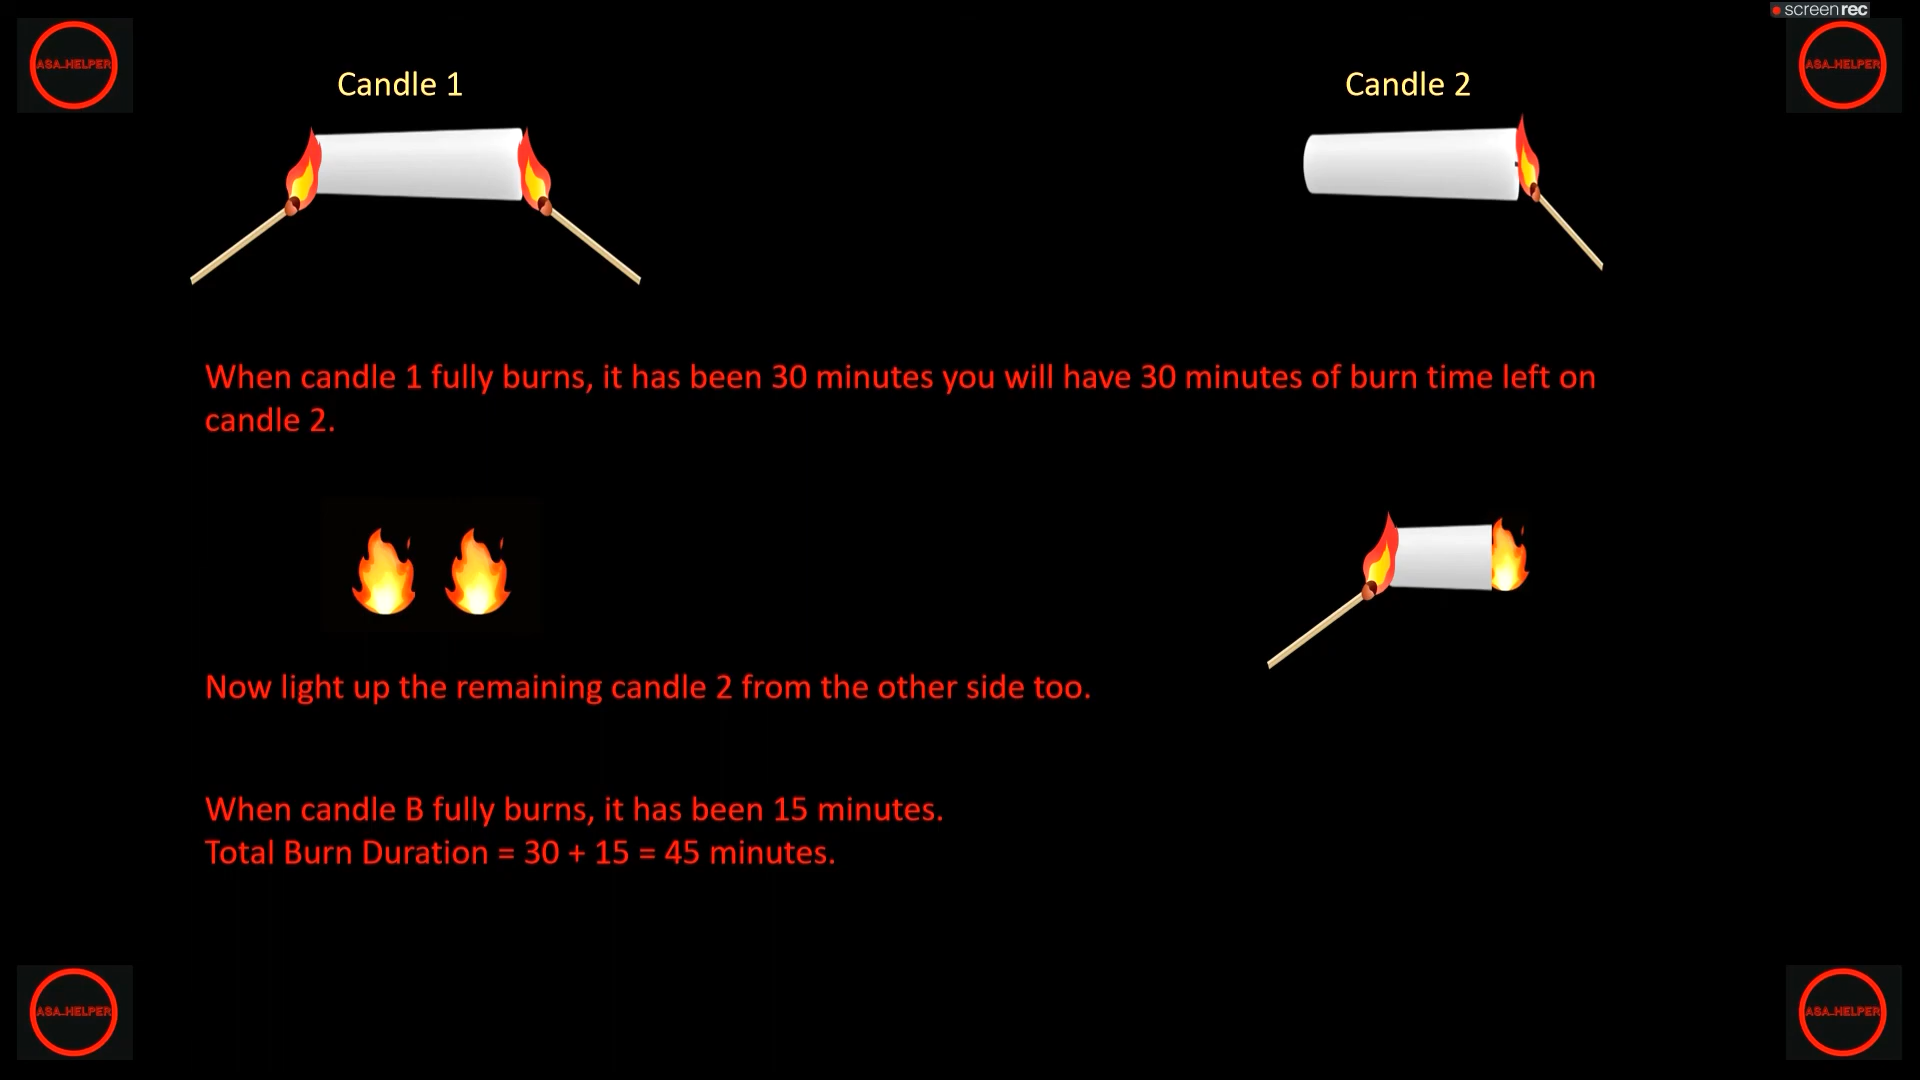 screenrec
ASA_HELPER
ASA_HELPER
Candle 1
Candle 2
When candle 1 fully burns, it has been 30 minutes you will have 30 minutes of burn time left on
candle 2.
Now light up the remaining candle 2 from the other side too.
When candle B fully burns, it has been 15 minutes.
Total Burn Duration = 30 + 15 = 45 minutes.
ASA_HELPER
ASA_HELPER